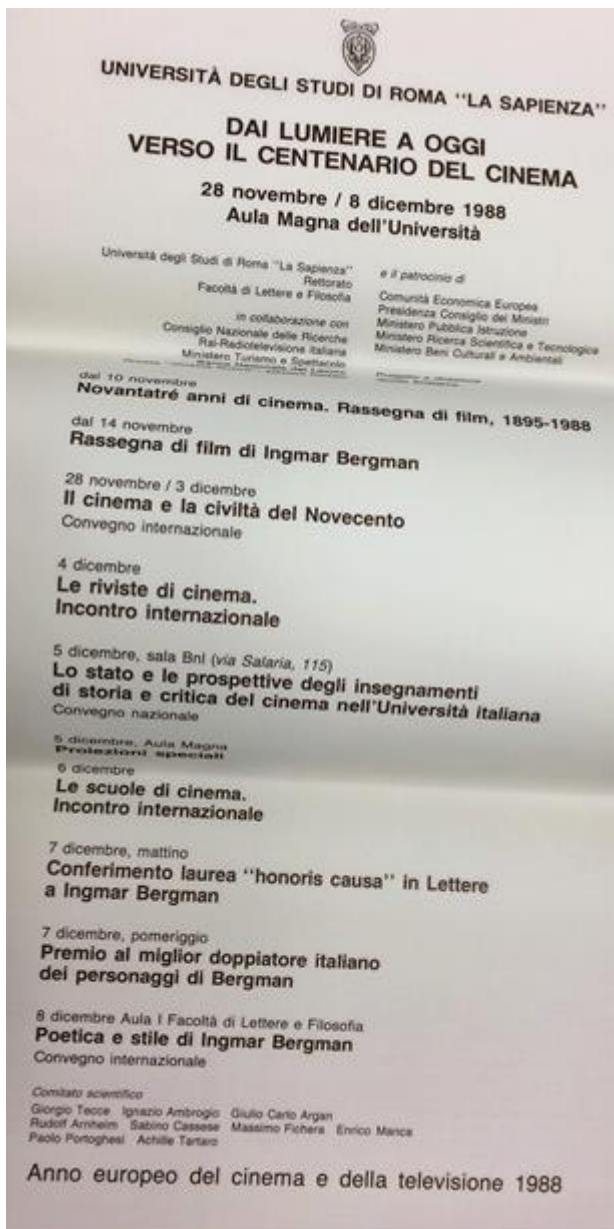 UNIVERSITÀ DEGLI STUDI DI ROMA "LA SAPIENZA"
DAI LUMIERE A OGGI
VERSO IL CENTENARIO DEL CINEMA
28 novembre / 8 dicembre 1988
Aula Magna dell'Università
Università degli Studi di Roma "La Sapienza"
Rettorato
Facoltà di Lettere e Filosofia
in collaborazione con
Consiglio Nazionale delle Ricerche
Rai-Radiotelevisione italiana
Ministero Turismo e Spettacolo
e il patrocinio di
Comunità Economica Europea
Presidenza Consiglio dei Ministri
Ministero Pubblica Istruzione
Ministero Ricerca Scientifica e Tecnologica
Ministero Beni Culturali e Ambientali
dal 10 novembre
Novantatré anni di cinema. Rassegna di film, 1895-1988
dal 14 novembre
Rassegna di film di Ingmar Bergman
28 novembre / 3 dicembre
Il cinema e la civiltà del Novecento
Convegno internazionale
4 dicembre
Le riviste di cinema.
Incontro internazionale
5 dicembre, sala Bnl (via Salaria, 115)
Lo stato e le prospettive degli insegnamenti
di storia e critica del cinema nell'Università italiana
Convegno nazionale
5 dicembre, Aula Magna
Proiezioni speciali
6 dicembre
Le scuole di cinema.
Incontro internazionale
7 dicembre, mattino
Conferimento laurea "honoris causa" in Lettere
a Ingmar Bergman
7 dicembre, pomeriggio
Premio al miglior doppiatore italiano
dei personaggi di Bergman
8 dicembre Aula I Facoltà di Lettere e Filosofia
Poetica e stile di Ingmar Bergman
Convegno internazionale
Comitato scientifico
Giorgio Tecce Ignazio Ambrogio Giulio Carlo Argan
Rudolf Arnheim Sabino Cassese Massimo Fichera Enrico Manca
Paolo Portoghesi Achille Tartaro
Anno europeo del cinema e della televisione 1988